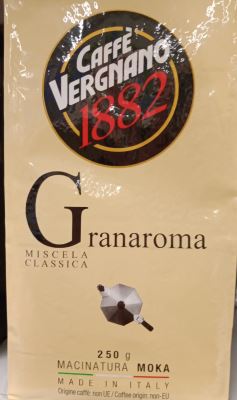 CAFFÈ
VERGNANO
1882
Granaroma
MISCELA
CLASSICA
250 g
MACINATURA MOKA
MADE IN ITALY
Origine caffè: non UE / Coffee origin: non-EU